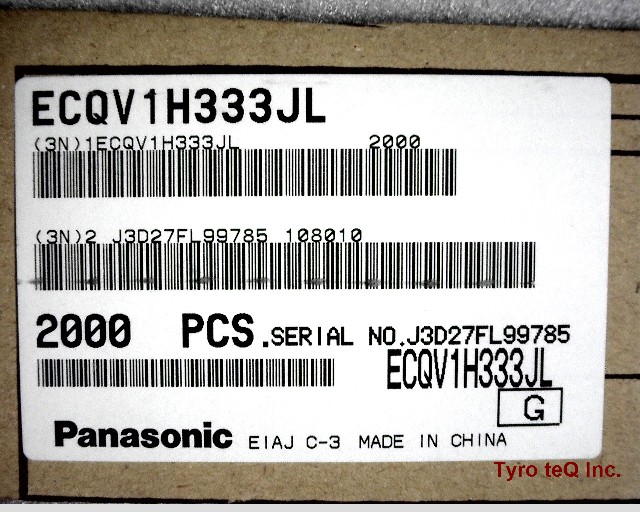 ECQV1H333JL
(3N)1ECQV1H333JL 2000
(3N)2 J3D27FL99785 108010
2000 PCS.SERIAL NO.J3D27FL99785
ECQV1H333JL
G
Panasonic EIAJ C-3 MADE IN CHINA
Tyro teQ Inc.